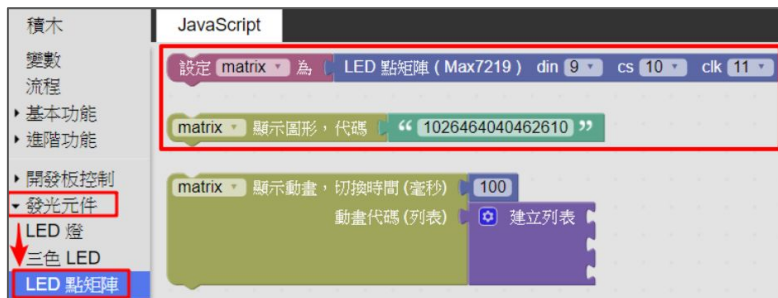 積木
JavaScript
變數
流程
基本功能
進階功能
開發板控制
發光元件
LED 燈
三色 LED
LED 點矩陣
設定 matrix 為 LED 點矩陣 ( Max7219 ) din 9 cs 10 clk 11
matrix 顯示圖形，代碼 “ 1026464040462610 ”
matrix 顯示動畫，切換時間 (毫秒) 100
動畫代碼 (列表) 建立列表